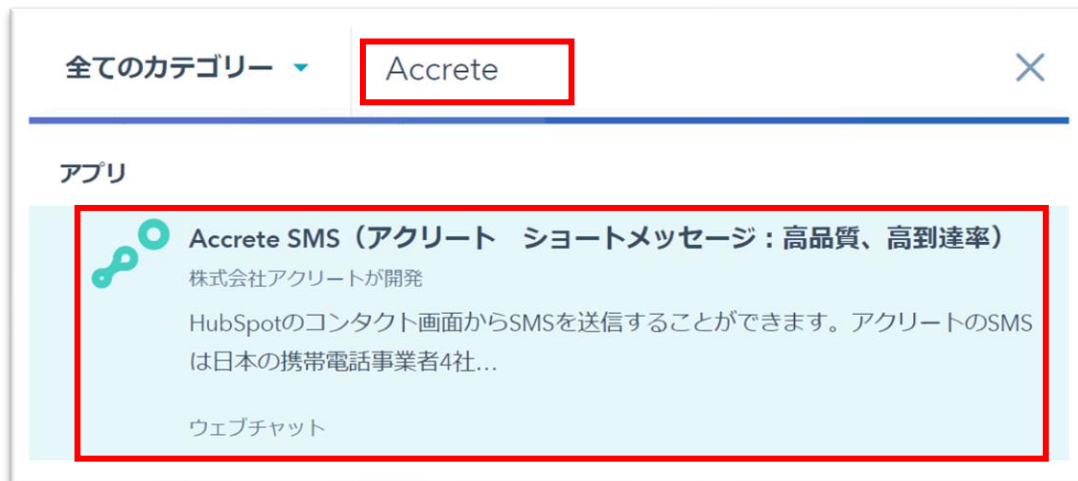 全てのカテゴリー
Accrete
アプリ
Accrete SMS（アクリート　ショートメッセージ：高品質、高到達率）
株式会社アクリートが開発
HubSpotのコンタクト画面からSMSを送信することができます。アクリートのSMS
は日本の携帯電話事業者4社...
ウェブチャット